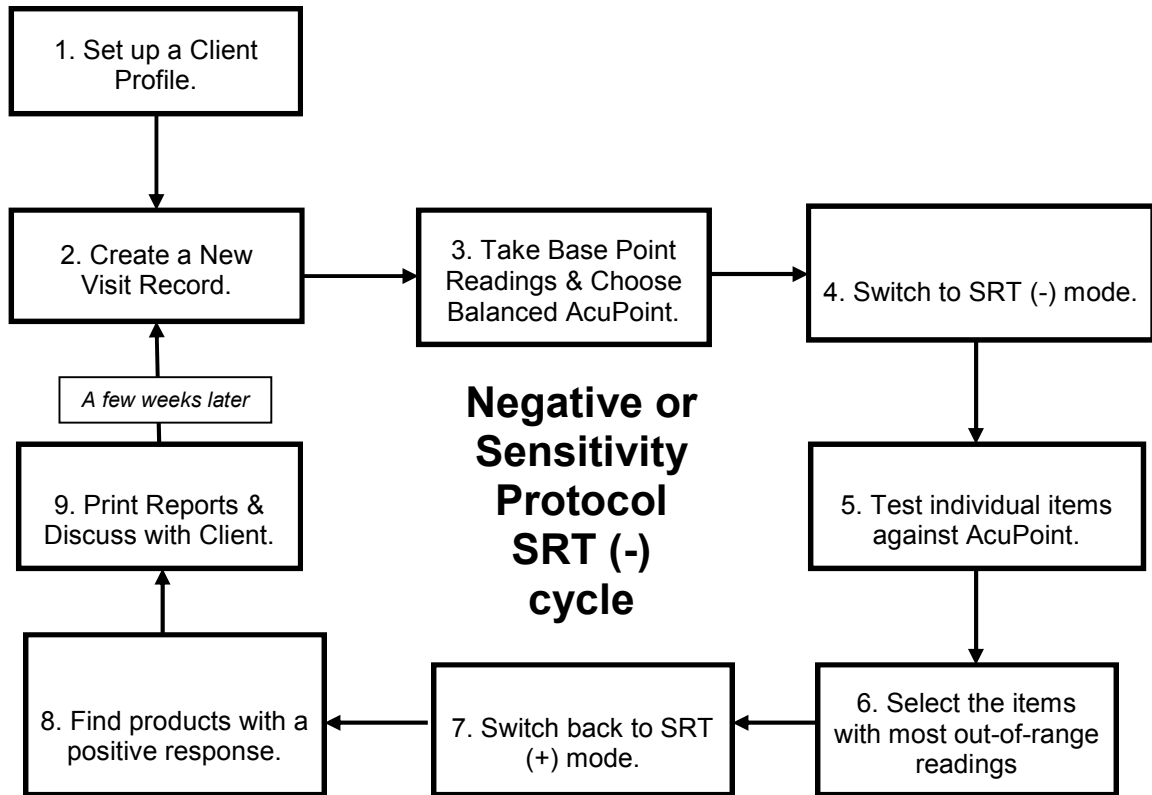 1. Set up a Client
Profile.
2. Create a New
Visit Record.
3. Take Base Point
Readings & Choose
Balanced AcuPoint.
4. Switch to SRT (-) mode.
A few weeks later
Negative or
Sensitivity
Protocol
SRT (-)
cycle
9. Print Reports &
Discuss with Client.
5. Test individual items
against AcuPoint.
8. Find products with a
positive response.
7. Switch back to SRT
(+) mode.
6. Select the items
with most out-of-range
readings